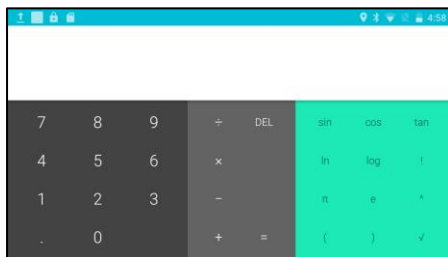 4:58
7 8 9 ÷ DEL sin cos tan
4 5 6 × ln log !
1 2 3 − π e ^
. 0 + = ( ) √